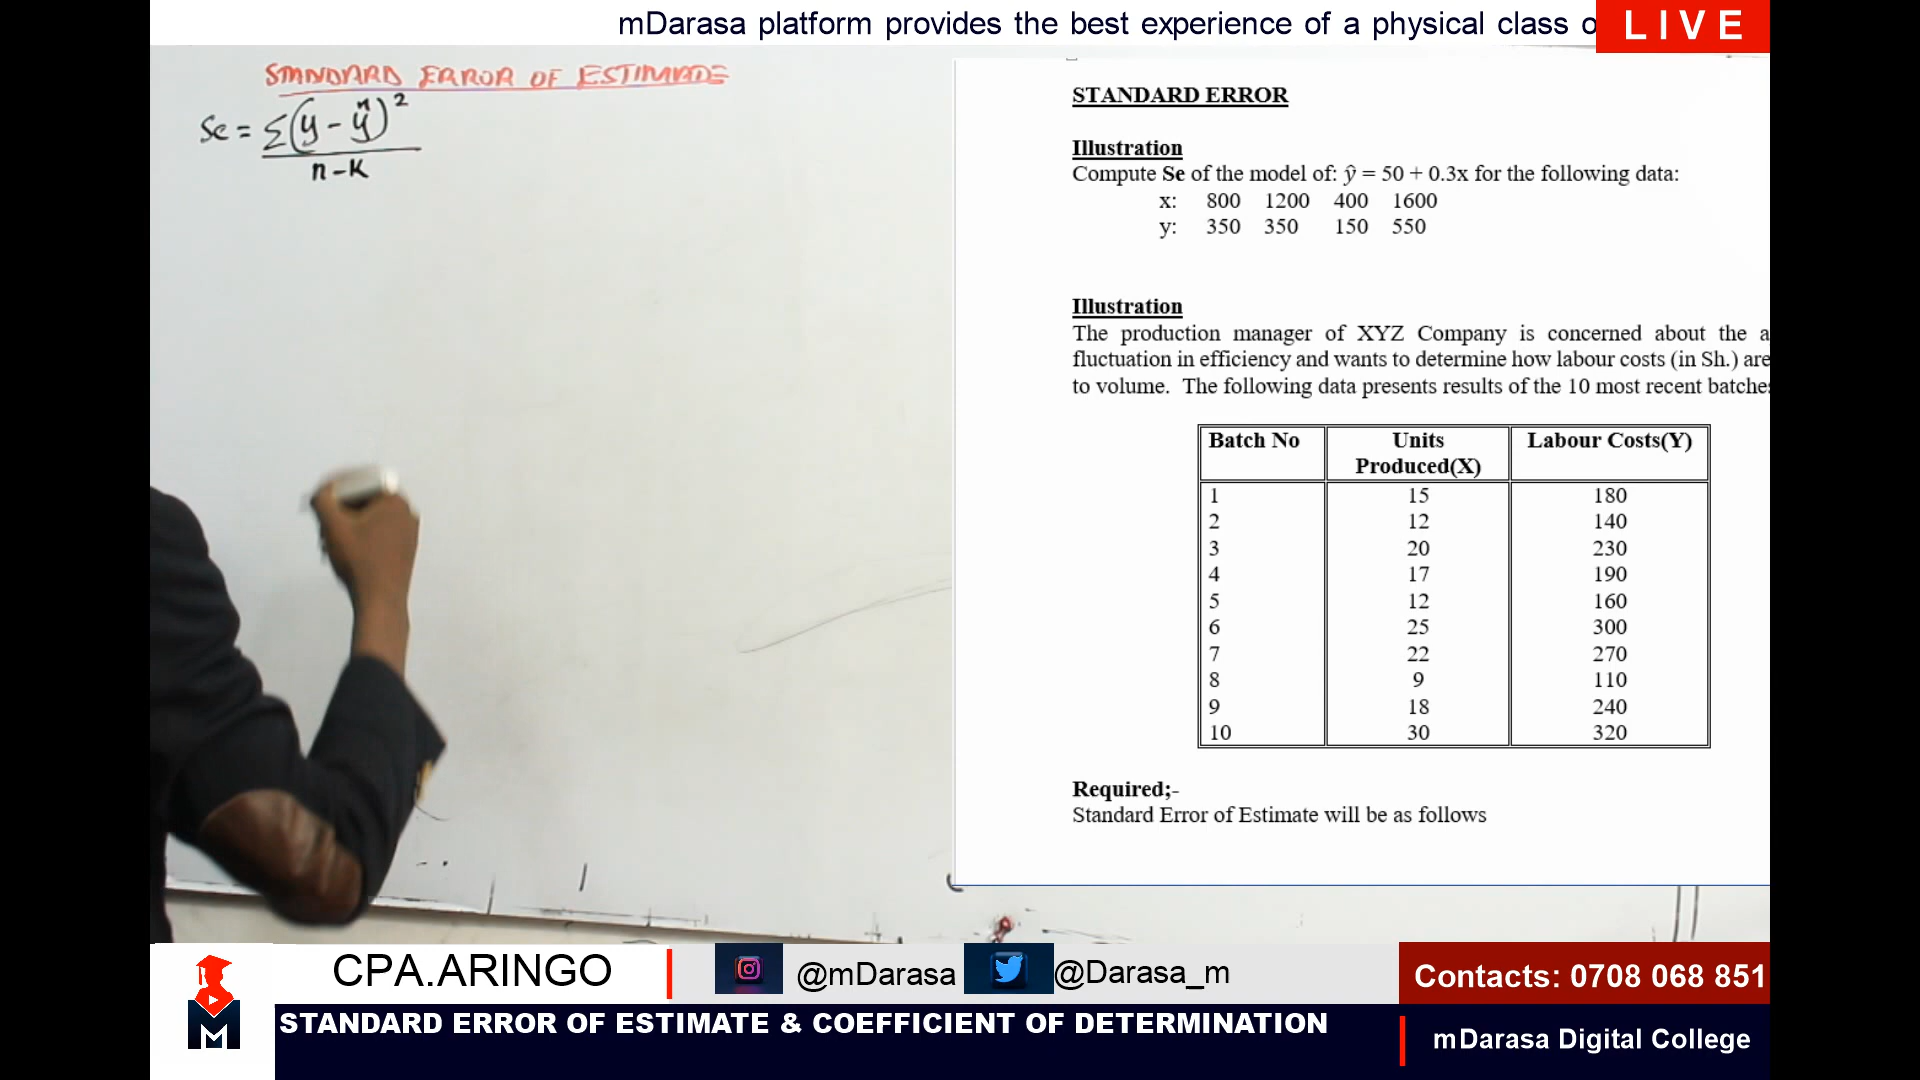 mDarasa platform provides the best experience of a physical class o
LIVE
STANDARD ERROR OF ESTIMATE
Se = Σ(y - ŷ)²
n - k
STANDARD ERROR
Illustration
Compute Se of the model of: ŷ = 50 + 0.3x for the following data:
x: 800 1200 400 1600
y: 350 350 150 550
Illustration
The production manager of XYZ Company is concerned about the a
fluctuation in efficiency and wants to determine how labour costs (in Sh.) are
to volume. The following data presents results of the 10 most recent batche
Batch No Units Produced(X) Labour Costs(Y)
1 15 180
2 12 140
3 20 230
4 17 190
5 12 160
6 25 300
7 22 270
8 9 110
9 18 240
10 30 320
Required;-
Standard Error of Estimate will be as follows
CPA.ARINGO
@mDarasa
@Darasa_m
Contacts: 0708 068 851
M
STANDARD ERROR OF ESTIMATE & COEFFICIENT OF DETERMINATION
mDarasa Digital College